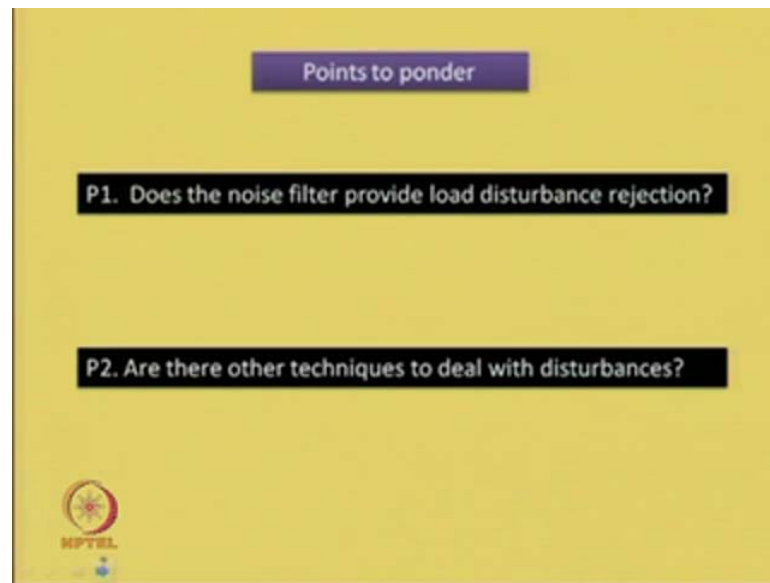 Points to ponder
P1. Does the noise filter provide load disturbance rejection?
P2. Are there other techniques to deal with disturbances?
NPTEL